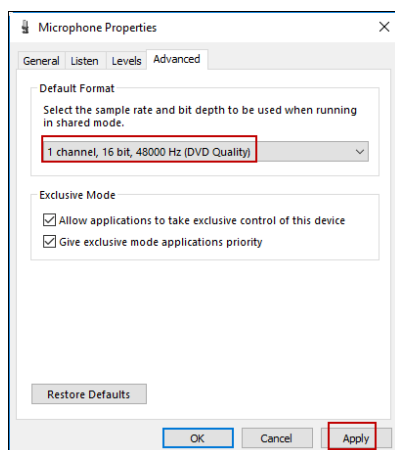 Microphone Properties
General Listen Levels Advanced
Default Format
Select the sample rate and bit depth to be used when running
in shared mode.
1 channel, 16 bit, 48000 Hz (DVD Quality)
Exclusive Mode
Allow applications to take exclusive control of this device
Give exclusive mode applications priority
Restore Defaults
OK Cancel Apply